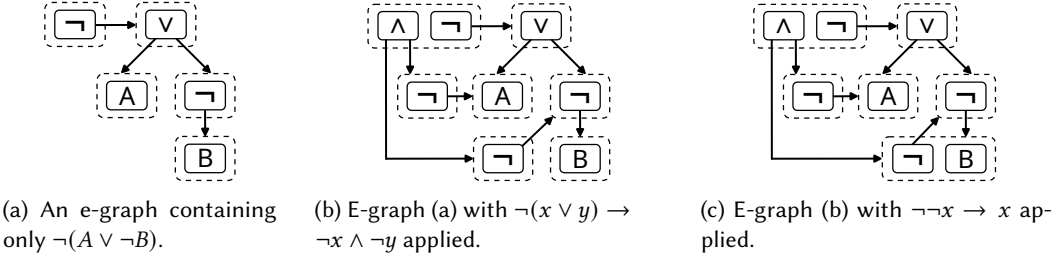 ¬ ∨
A ¬
B
∧ ¬ ∨
¬ A ¬
¬ B
∧ ¬ ∨
¬ A ¬
¬ B
(a) An e-graph containing
only ¬(A ∨ ¬B).
(b) E-graph (a) with ¬(x ∨ y) →
¬x ∧ ¬y applied.
(c) E-graph (b) with ¬¬x → x ap-
plied.